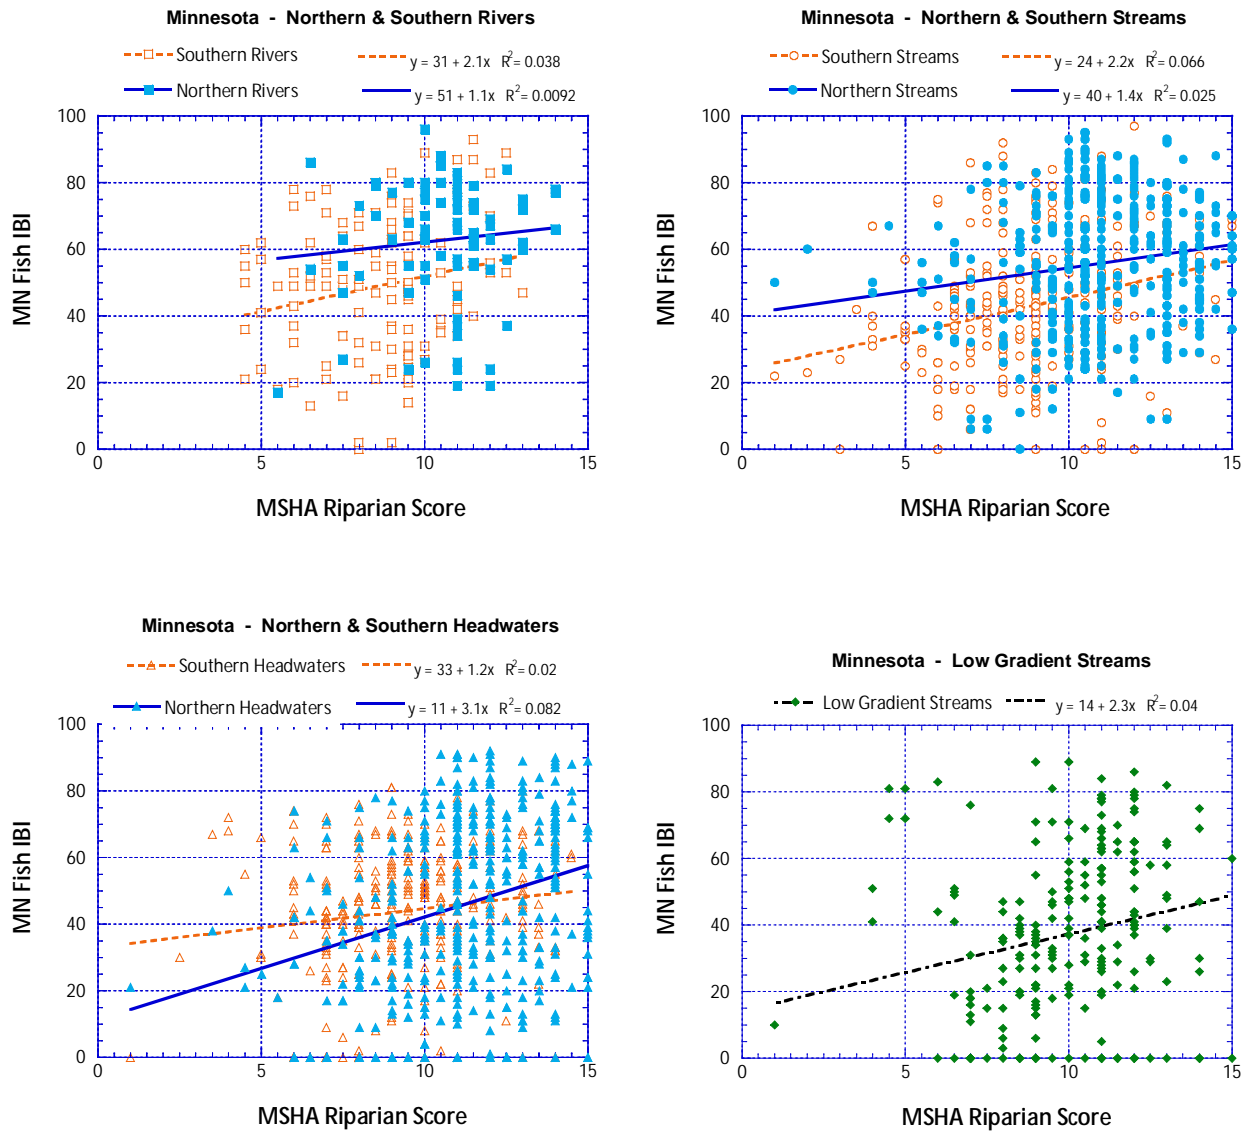 Minnesota - Northern & Southern Rivers
Southern Rivers y = 31 + 2.1x R²= 0.038
Northern Rivers y = 51 + 1.1x R²= 0.0092
100
80
60
40
20
0
0 5 10 15
MN Fish IBI
MSHA Riparian Score
Minnesota - Northern & Southern Streams
Southern Streams y = 24 + 2.2x R²= 0.066
Northern Streams y = 40 + 1.4x R²= 0.025
100
80
60
40
20
0
0 5 10 15
MN Fish IBI
MSHA Riparian Score
Minnesota - Northern & Southern Headwaters
Southern Headwaters y = 33 + 1.2x R²= 0.02
Northern Headwaters y = 11 + 3.1x R²= 0.082
100
80
60
40
20
0
0 5 10 15
MN Fish IBI
MSHA Riparian Score
Minnesota - Low Gradient Streams
Low Gradient Streams y = 14 + 2.3x R²= 0.04
100
80
60
40
20
0
0 5 10 15
MN Fish IBI
MSHA Riparian Score